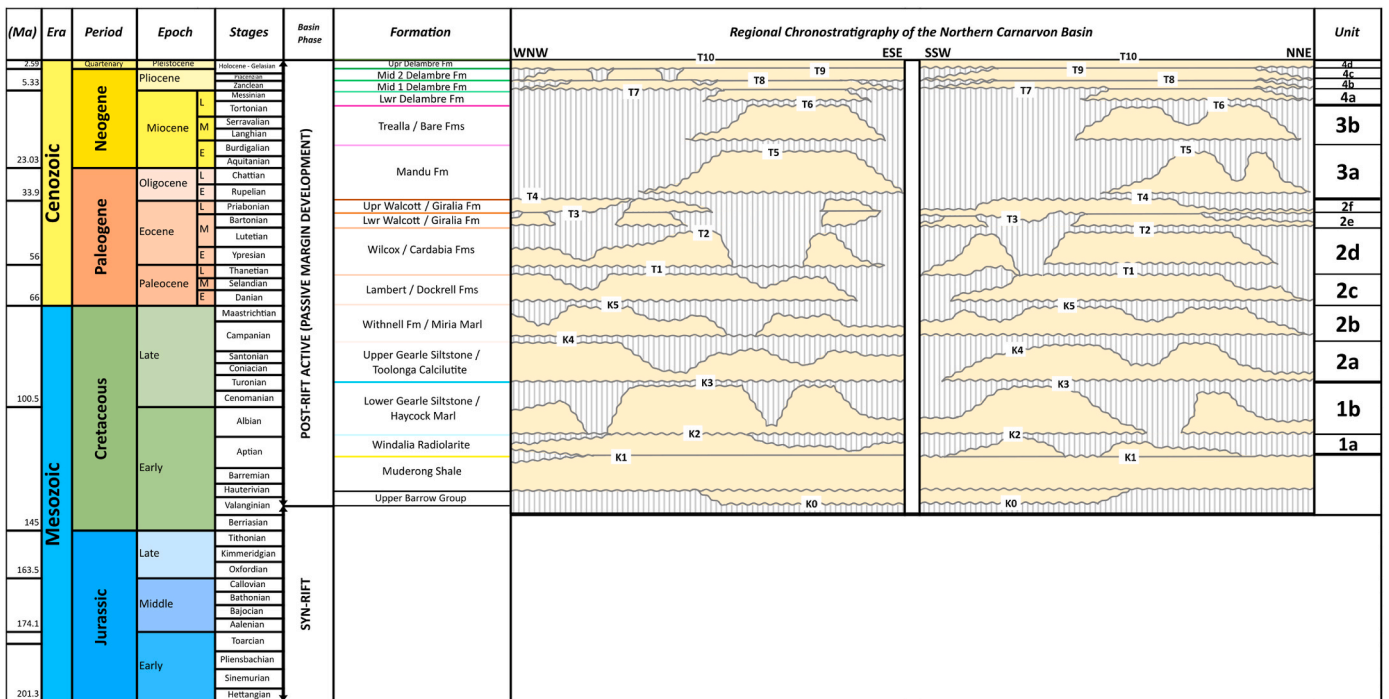 (Ma) Era Period Epoch Stages Basin Phase Formation Regional Chronostratigraphy of the Northern Carnarvon Basin Unit
WNW ESE SSW NNE
2.59 Quartenary Pleistocene Holocene - Gelasian Upr Delambre Fm T10 T10 4d
5.33 Pliocene Piacenzian Mid 2 Delambre Fm T9 T9 4c
Zanclean Mid 1 Delambre Fm T8 T8 4b
Messinian Lwr Delambre Fm T7 T7 4a
Cenozoic Neogene Miocene L Tortonian T6 T6
M Serravalian Trealla / Bare Fms 3b
Langhian
E Burdigalian
23.03 Aquitanian T5 T5
Paleogene Oligocene L Chattian Mandu Fm 3a
33.9 E Rupelian T4 T4
Eocene L Priabonian Upr Walcott / Giralia Fm 2f
M Bartonian Lwr Walcott / Giralia Fm T3 T3 2e
Lutetian T2 T2
56 E Ypresian Wilcox / Cardabia Fms 2d
Paleocene L Thanetian T1 T1
M Selandian Lambert / Dockrell Fms 2c
66 E Danian
Mesozoic Cretaceous Late Maastrichtian K5 K5
Campanian Withnell Fm / Miria Marl 2b
K4 K4
Santonian Upper Gearle Siltstone /
Coniacian Toolonga Calcilutite 2a
Turonian K3 K3
100.5 Cenomanian Lower Gearle Siltstone /
Early Albian Haycock Marl 1b
K2 K2
Aptian Windalia Radiolarite 1a
K1 K1
Barremian Muderong Shale
Hauterivian
Valanginian Upper Barrow Group K0 K0
145 Berriasian
POST-RIFT ACTIVE (PASSIVE MARGIN DEVELOPMENT)
Jurassic Late Tithonian
Kimmeridgian
163.5 Oxfordian
Middle Callovian
Bathonian
Bajocian
174.1 Aalenian
SYN-RIFT
Early Toarcian
Pliensbachian
Sinemurian
201.3 Hettangian